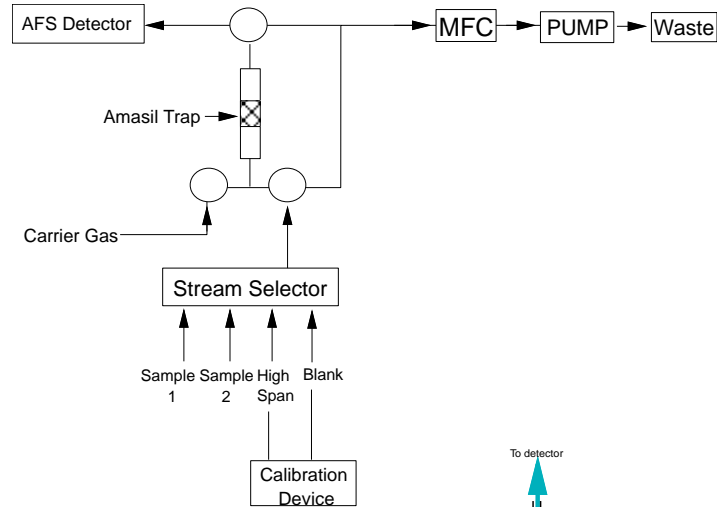 AFS Detector
MFC
PUMP
Waste
Amasil Trap
Carrier Gas
Stream Selector
Sample
1
Sample
2
High
Span
Blank
Calibration
Device
To detector